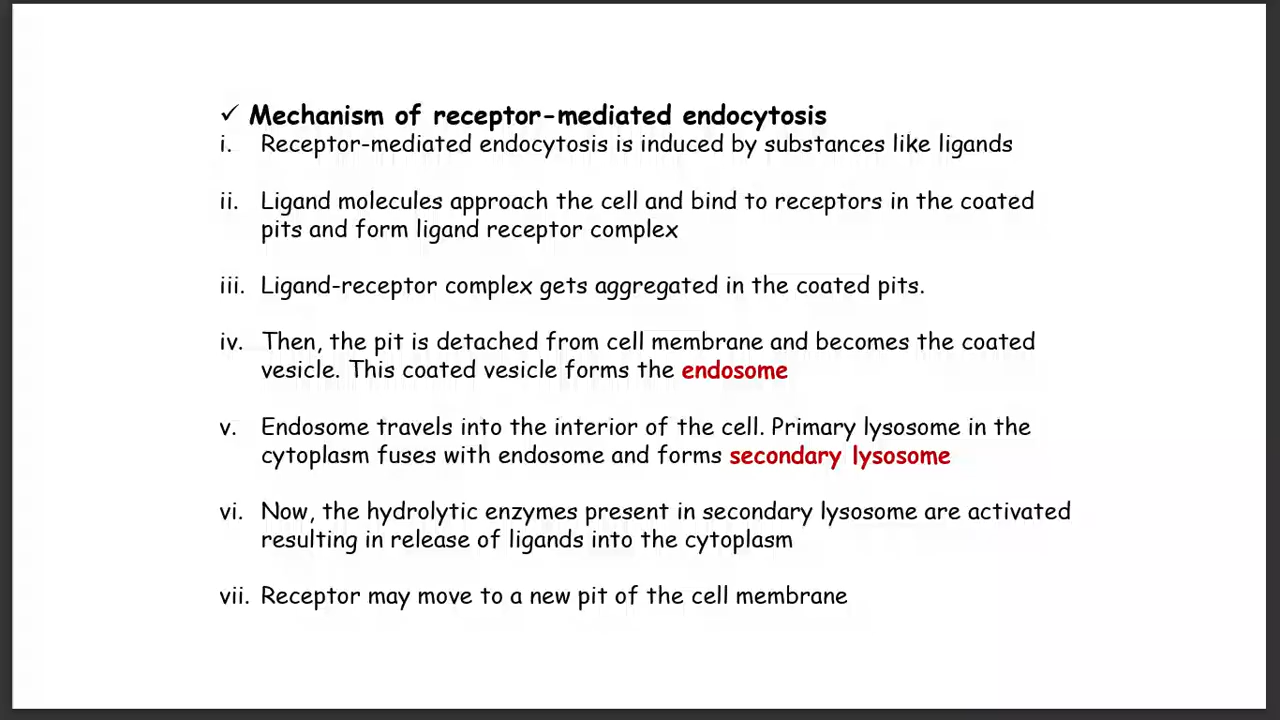 ✓ Mechanism of receptor-mediated endocytosis
i. Receptor-mediated endocytosis is induced by substances like ligands
ii. Ligand molecules approach the cell and bind to receptors in the coated
pits and form ligand receptor complex
iii. Ligand-receptor complex gets aggregated in the coated pits.
iv. Then, the pit is detached from cell membrane and becomes the coated
vesicle. This coated vesicle forms the endosome
v. Endosome travels into the interior of the cell. Primary lysosome in the
cytoplasm fuses with endosome and forms secondary lysosome
vi. Now, the hydrolytic enzymes present in secondary lysosome are activated
resulting in release of ligands into the cytoplasm
vii. Receptor may move to a new pit of the cell membrane